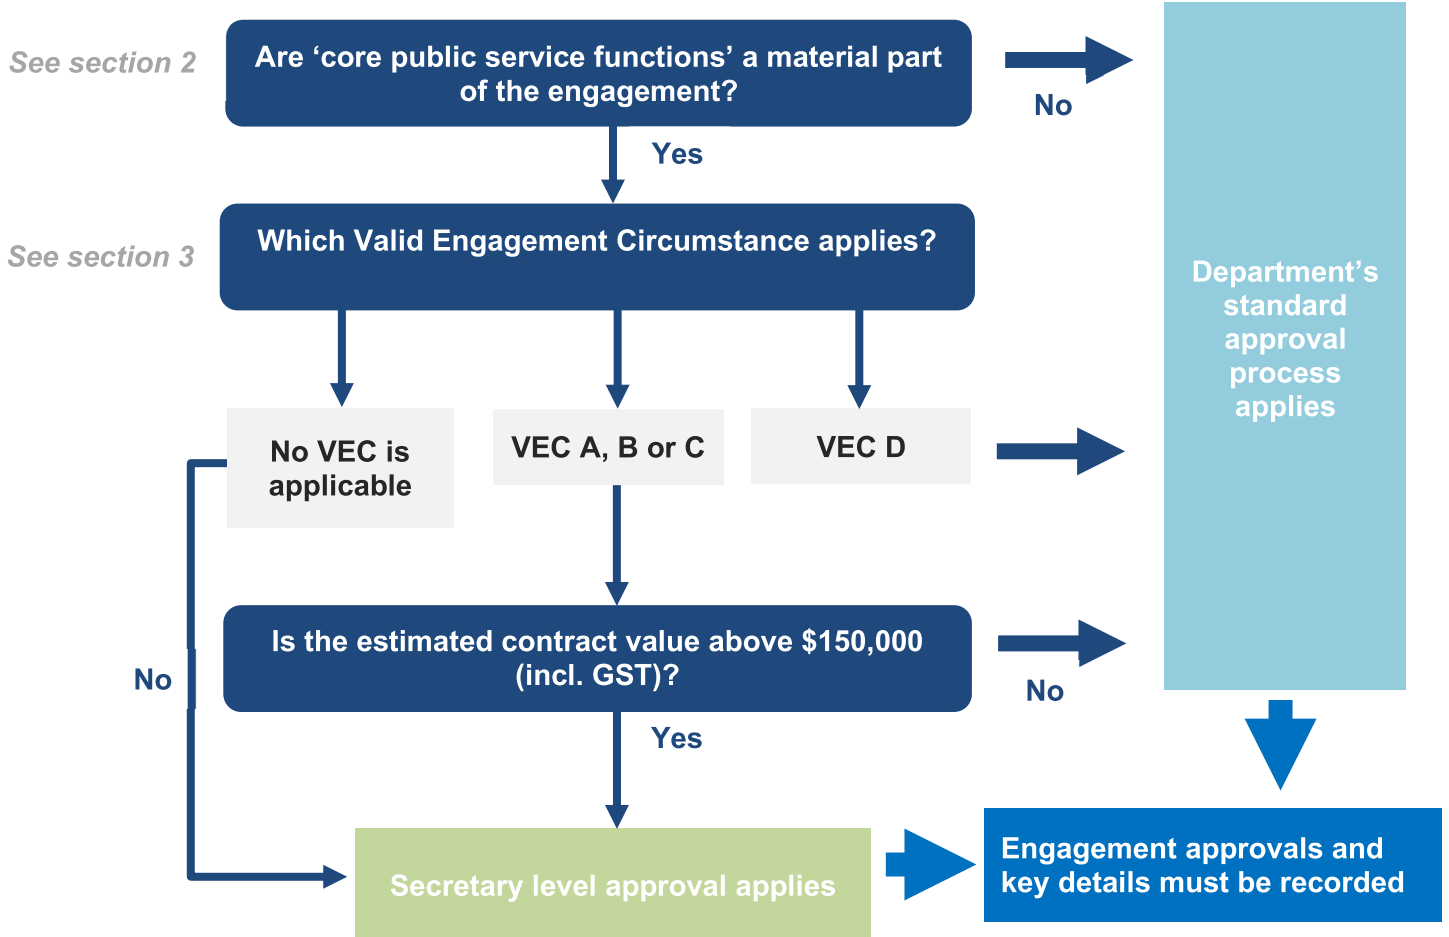 See section 2
Are ‘core public service functions’ a material part
of the engagement?
No
Yes
See section 3
Which Valid Engagement Circumstance applies?
Department’s
standard
approval
process
applies
No VEC is
applicable
VEC A, B or C
VEC D
Is the estimated contract value above $150,000
(incl. GST)?
No
No
Yes
Secretary level approval applies
Engagement approvals and
key details must be recorded